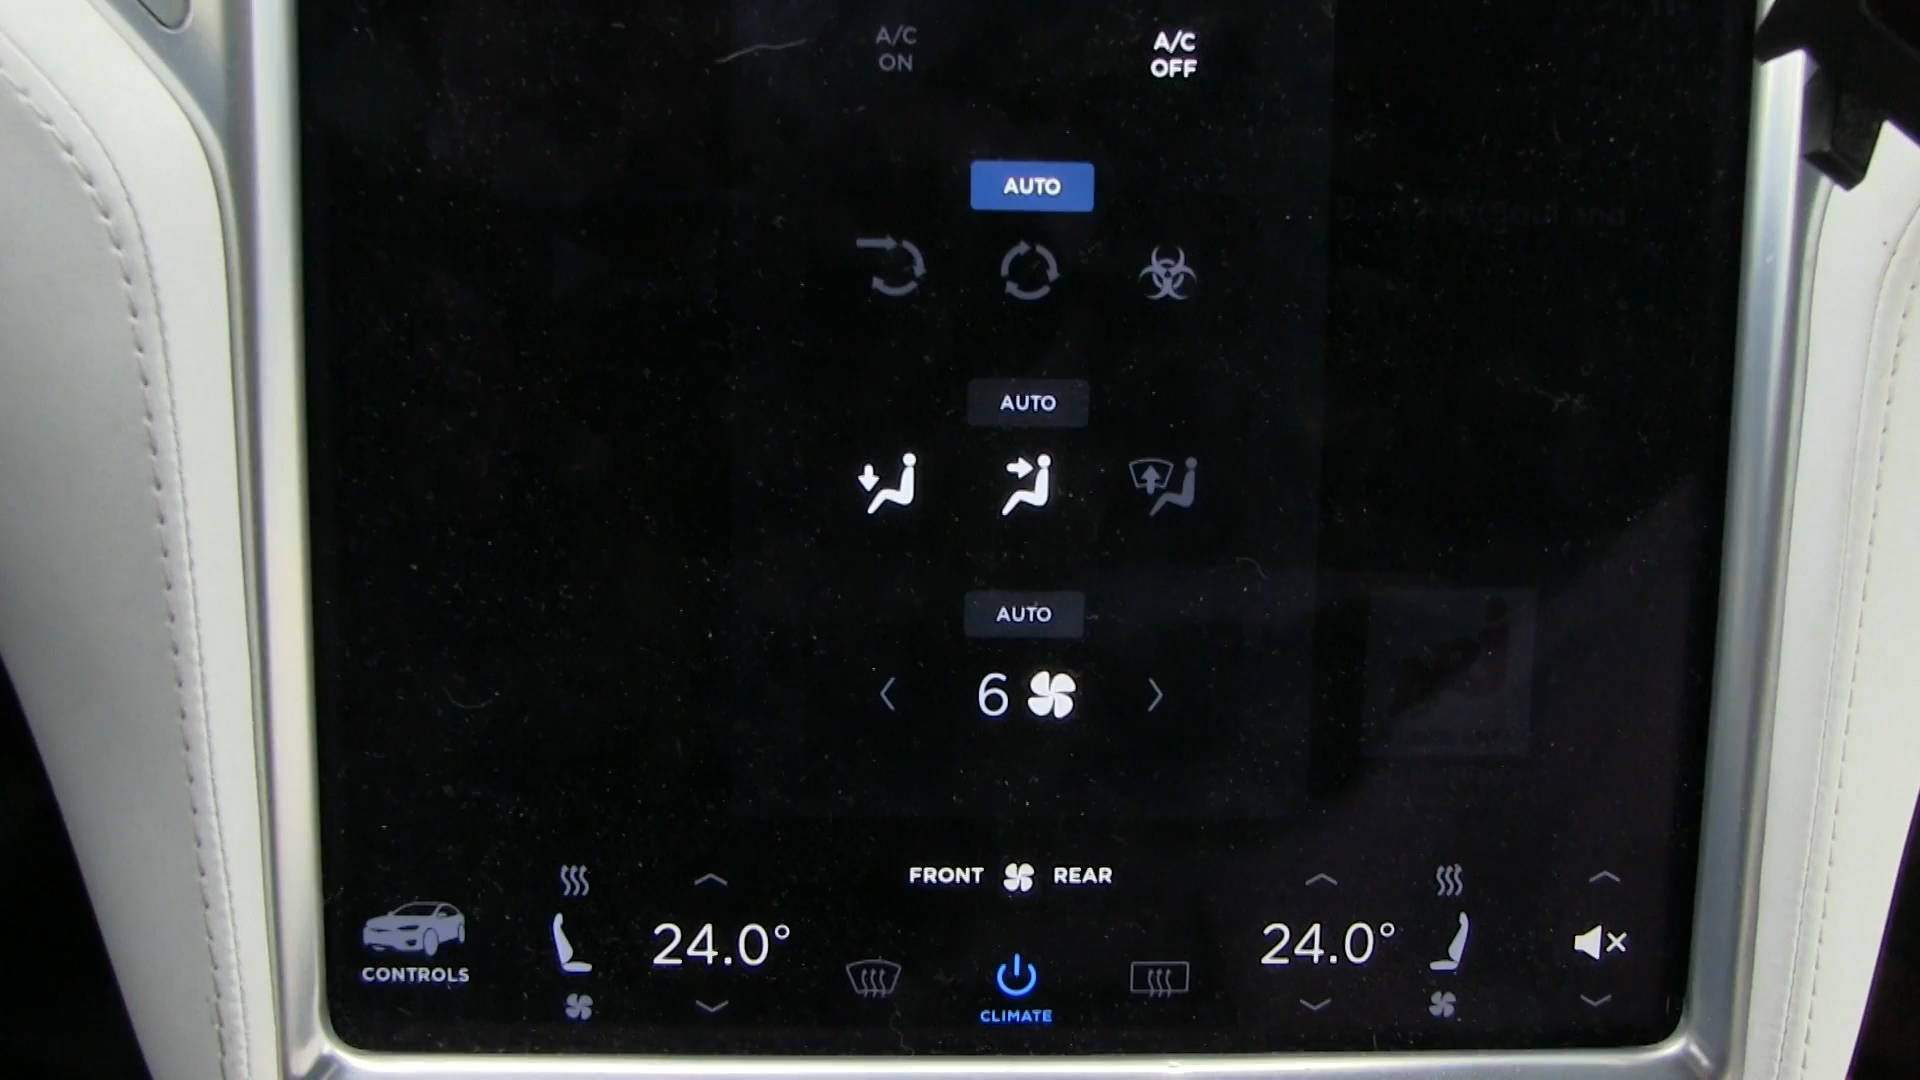 A/C
ON
A/C
OFF
AUTO
AUTO
AUTO
6
FRONT REAR
24.0°
24.0°
CONTROLS
CLIMATE